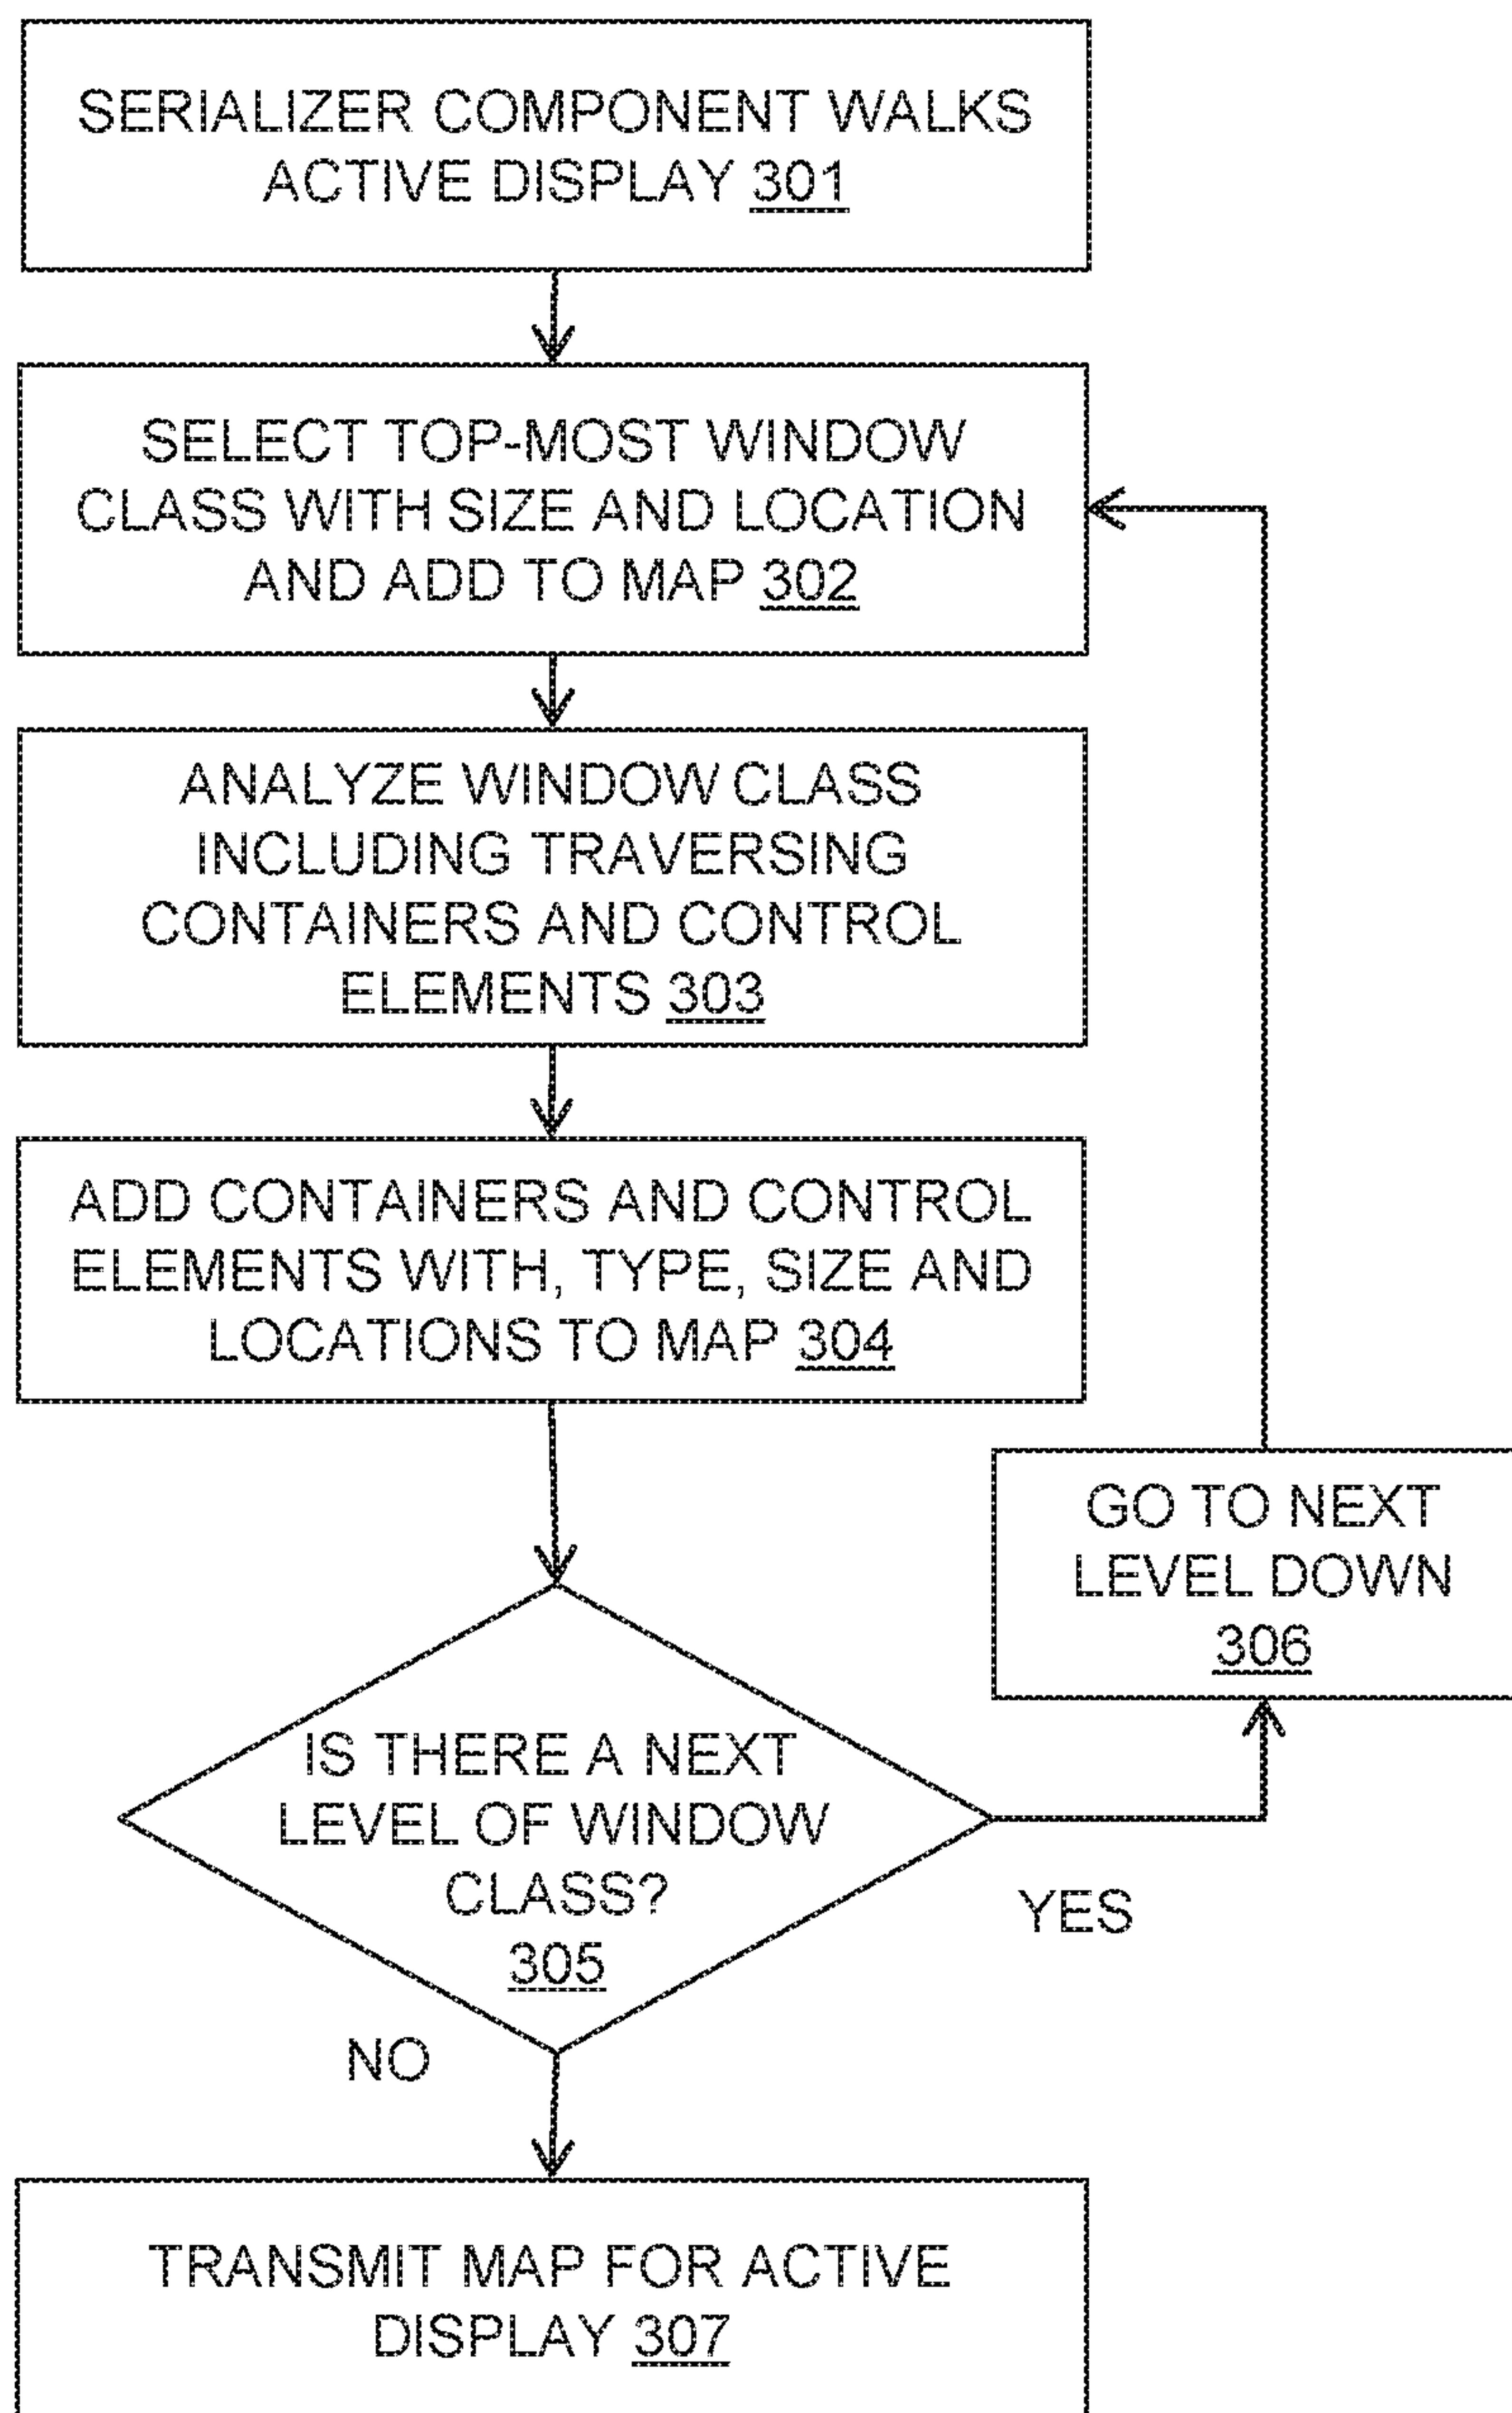 SERIALIZER COMPONENT WALKS
ACTIVE DISPLAY 301
SELECT TOP-MOST WINDOW
CLASS WITH SIZE AND LOCATION
AND ADD TO MAP 302
ANALYZE WINDOW CLASS
INCLUDING TRAVERSING
CONTAINERS AND CONTROL
ELEMENTS 303
ADD CONTAINERS AND CONTROL
ELEMENTS WITH, TYPE, SIZE AND
LOCATIONS TO MAP 304
GO TO NEXT
LEVEL DOWN
306
IS THERE A NEXT
LEVEL OF WINDOW
CLASS?
305
YES
NO
TRANSMIT MAP FOR ACTIVE
DISPLAY 307